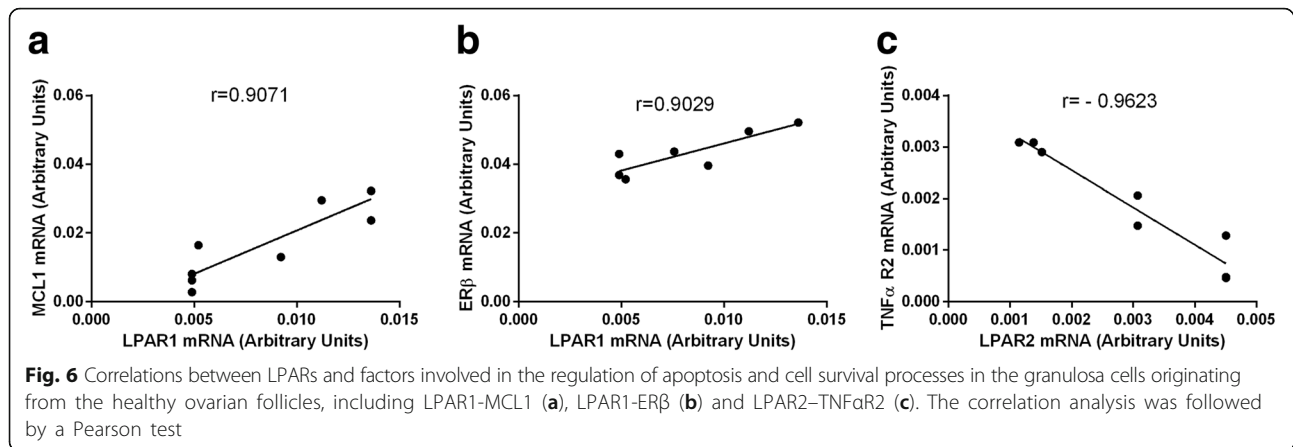 a
r=0.9071
MCL1 mRNA (Arbitrary Units)
0.06
0.04
0.02
0.00
0.000 0.005 0.010 0.015
LPAR1 mRNA (Arbitrary Units)
b
r=0.9029
ERβ mRNA (Arbitrary Units)
0.06
0.04
0.02
0.00
0.000 0.005 0.010 0.015
LPAR1 mRNA (Arbitrary Units)
c
r= - 0.9623
TNFα R2 mRNA (Arbitrary Units)
0.004
0.003
0.002
0.001
0.000
0.000 0.001 0.002 0.003 0.004 0.005
LPAR2 mRNA (Arbitrary Units)
Fig. 6 Correlations between LPARs and factors involved in the regulation of apoptosis and cell survival processes in the granulosa cells originating
from the healthy ovarian follicles, including LPAR1-MCL1 (a), LPAR1-ERβ (b) and LPAR2–TNFαR2 (c). The correlation analysis was followed
by a Pearson test